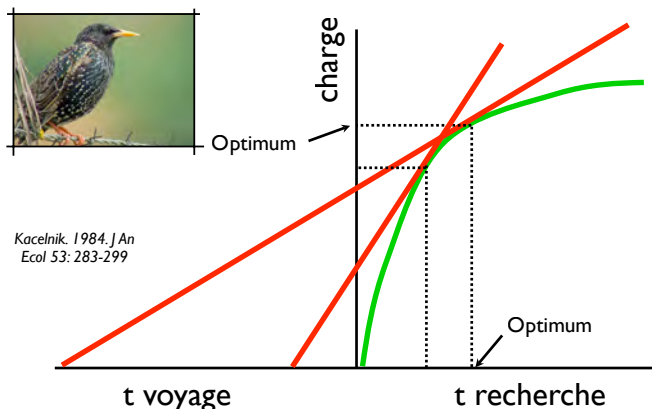 charge
Optimum
Kacelnik. 1984. J An
Ecol 53: 283-299
Optimum
t voyage
t recherche